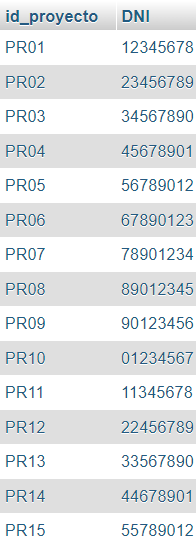 id_proyecto DNI
PR01 12345678
PR02 23456789
PR03 34567890
PR04 45678901
PR05 56789012
PR06 67890123
PR07 78901234
PR08 89012345
PR09 90123456
PR10 01234567
PR11 11345678
PR12 22456789
PR13 33567890
PR14 44678901
PR15 55789012